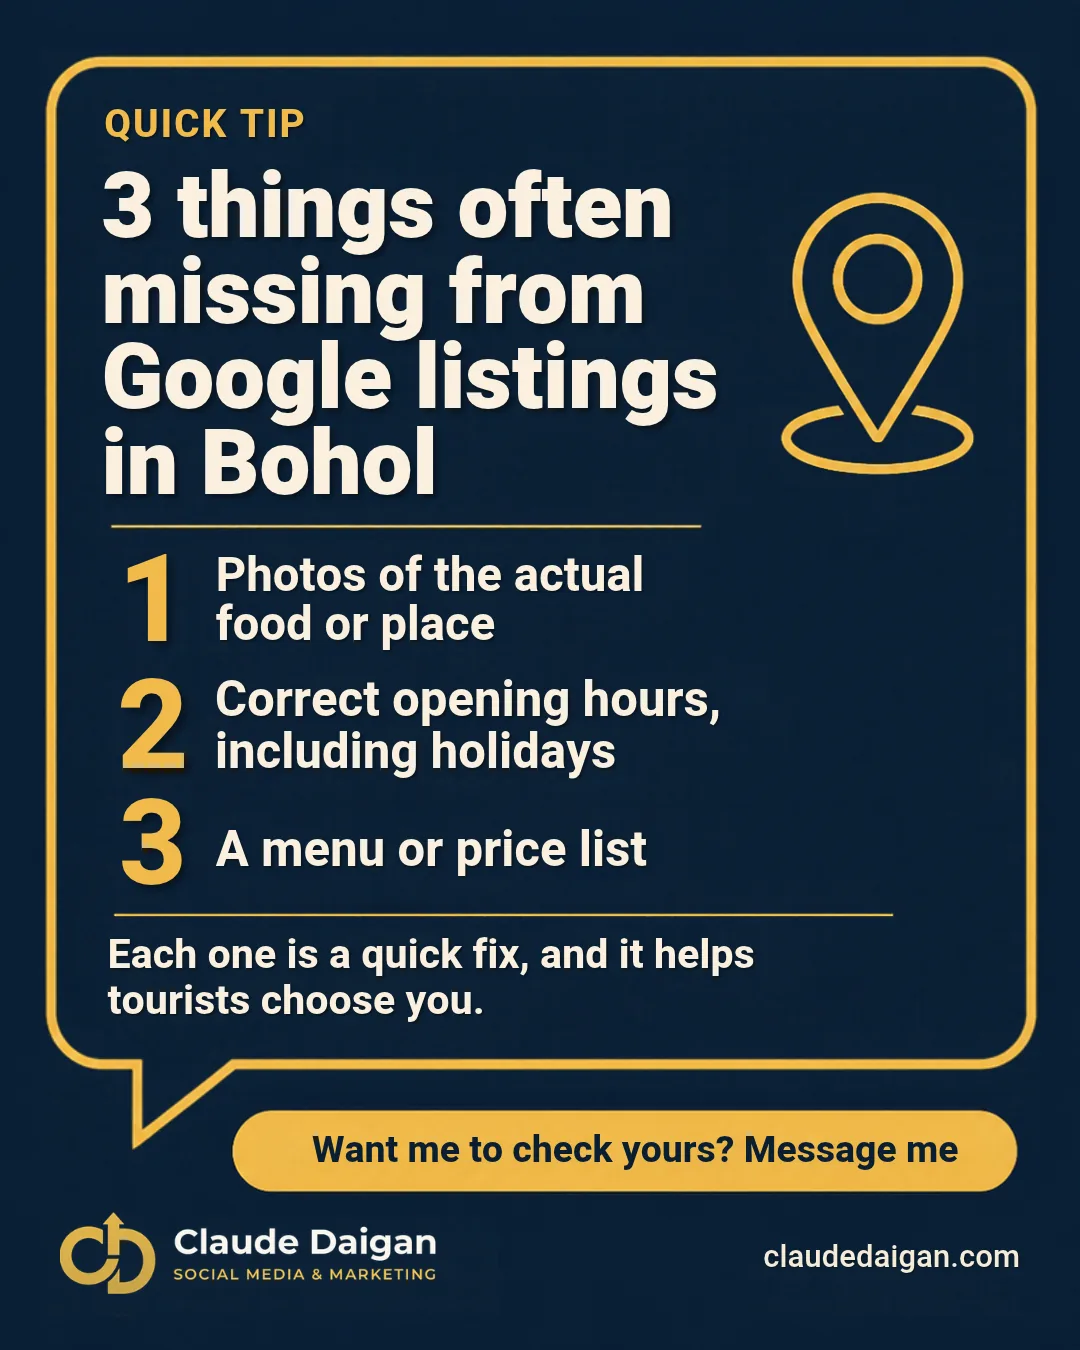 QUICK TIP
3 things often
missing from
Google listings
in Bohol
1 Photos of the actual
food or place
2 Correct opening hours,
including holidays
3 A menu or price list
Each one is a quick fix, and it helps
tourists choose you.
Want me to check yours? Message me
Claude Daigan
SOCIAL MEDIA & MARKETING
claudedaigan.com